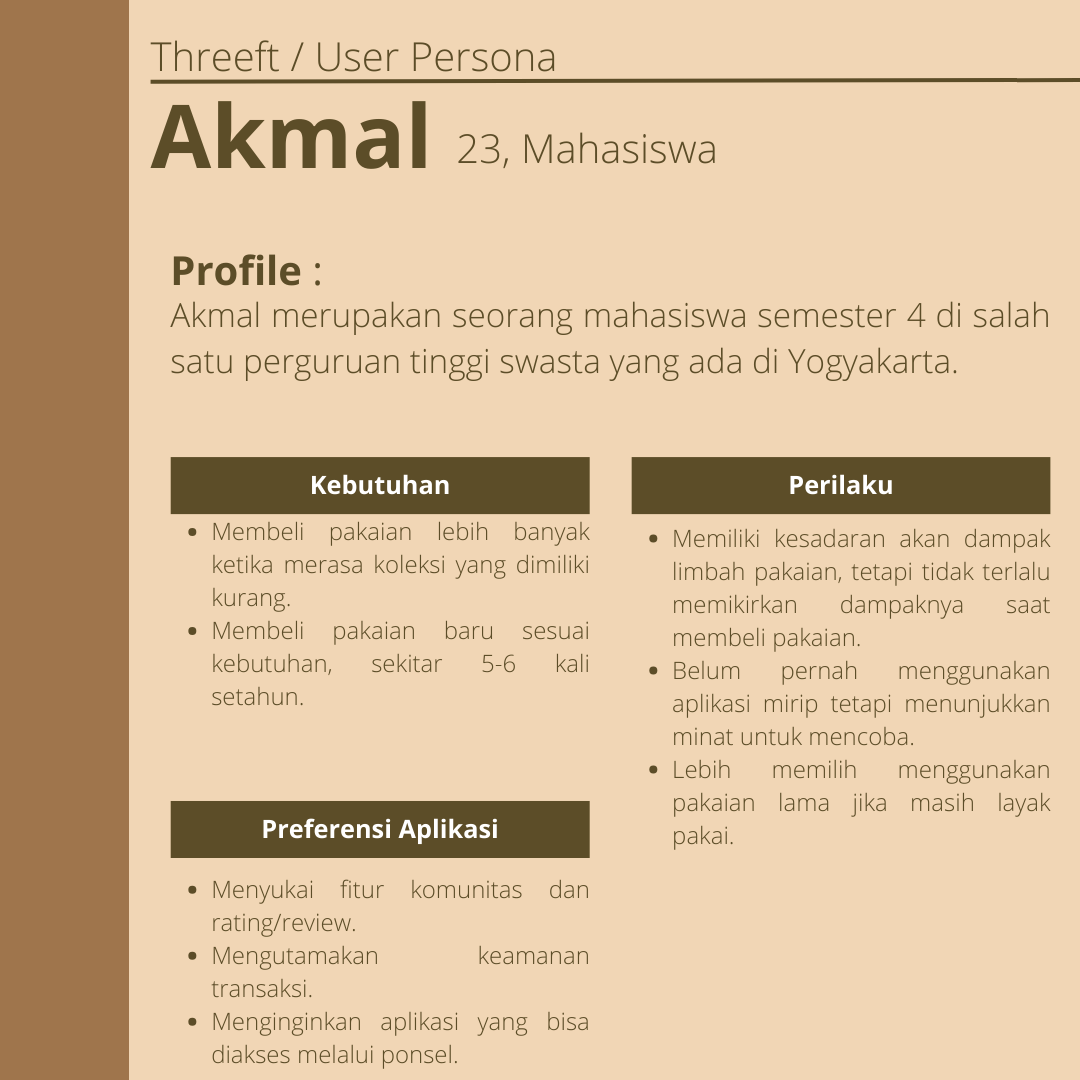 Threeft / User Persona
Akmal 23, Mahasiswa
Profile :
Akmal merupakan seorang mahasiswa semester 4 di salah
satu perguruan tinggi swasta yang ada di Yogyakarta.
Kebutuhan
• Membeli pakaian lebih banyak
ketika merasa koleksi yang dimiliki
kurang.
• Membeli pakaian baru sesuai
kebutuhan, sekitar 5-6 kali
setahun.
Preferensi Aplikasi
• Menyukai fitur komunitas dan
rating/review.
• Mengutamakan keamanan
transaksi.
• Menginginkan aplikasi yang bisa
diakses melalui ponsel.
Perilaku
• Memiliki kesadaran akan dampak
limbah pakaian, tetapi tidak terlalu
memikirkan dampaknya saat
membeli pakaian.
• Belum pernah menggunakan
aplikasi mirip tetapi menunjukkan
minat untuk mencoba.
• Lebih memilih menggunakan
pakaian lama jika masih layak
pakai.